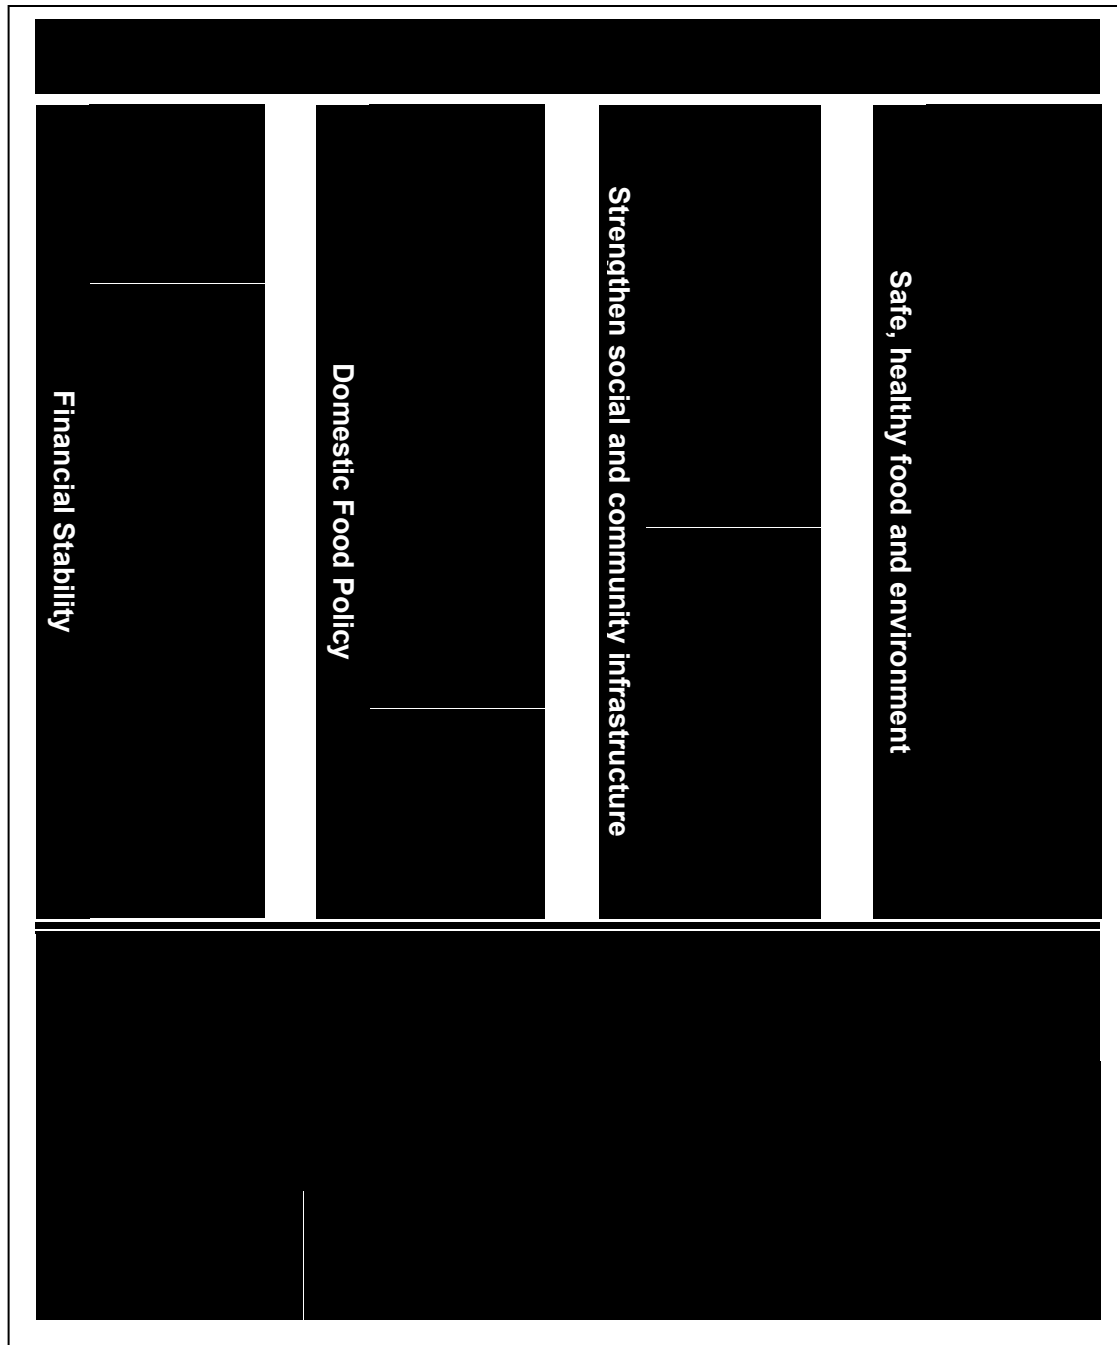 Financial Stability
Domestic Food Policy
Strengthen social and community infrastructure
Safe, healthy food and environment